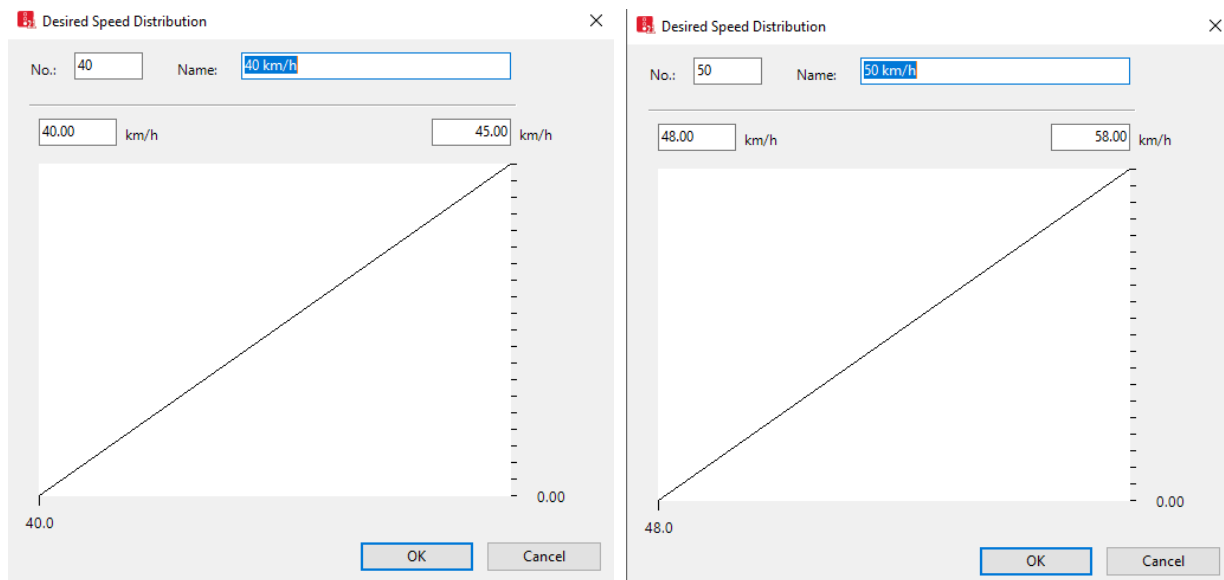 Desired Speed Distribution
No.: 40 Name: 40 km/h
40.00 km/h 45.00 km/h
0.00
40.0
OK Cancel
Desired Speed Distribution
No.: 50 Name: 50 km/h
48.00 km/h 58.00 km/h
0.00
48.0
OK Cancel